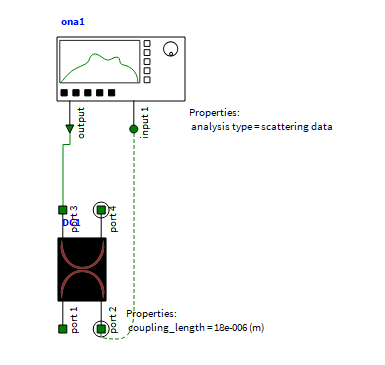 ona1
output
input 1
Properties:
analysis type = scattering data
port 3
port 4
DC1
port 1
port 2
Properties:
coupling_length = 18e-006 (m)